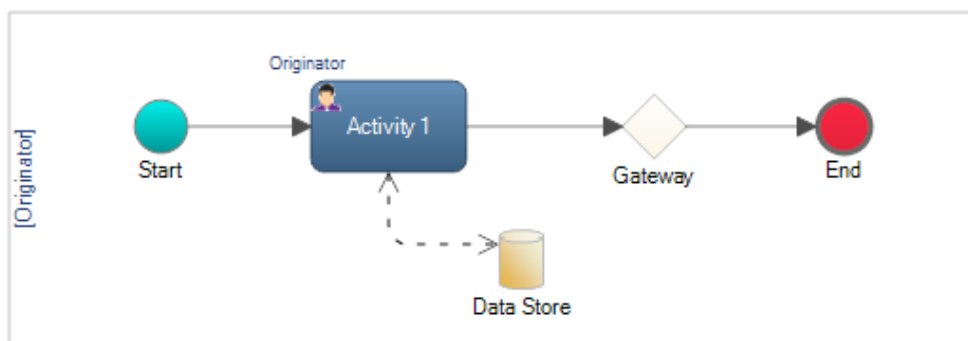 Originator
[Originator]
Activity 1
Start
Gateway
End
Data Store